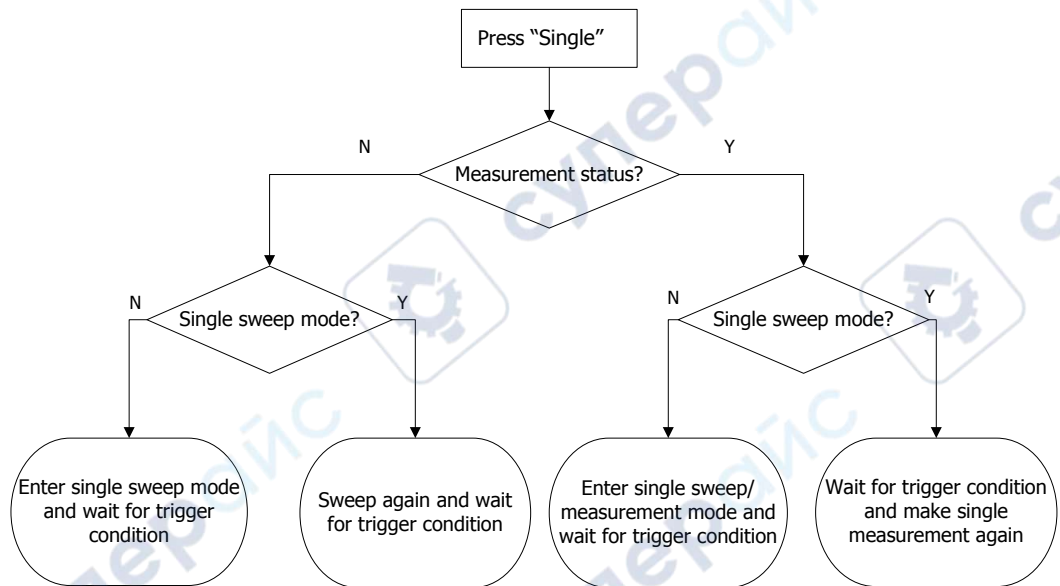 Press “Single”
N
Y
Measurement status?
N
Y
Single sweep mode?
N
Y
Single sweep mode?
Enter single sweep mode
and wait for trigger
condition
Sweep again and wait
for trigger condition
Enter single sweep/
measurement mode and
wait for trigger condition
Wait for trigger condition
and make single
measurement again
суперайс